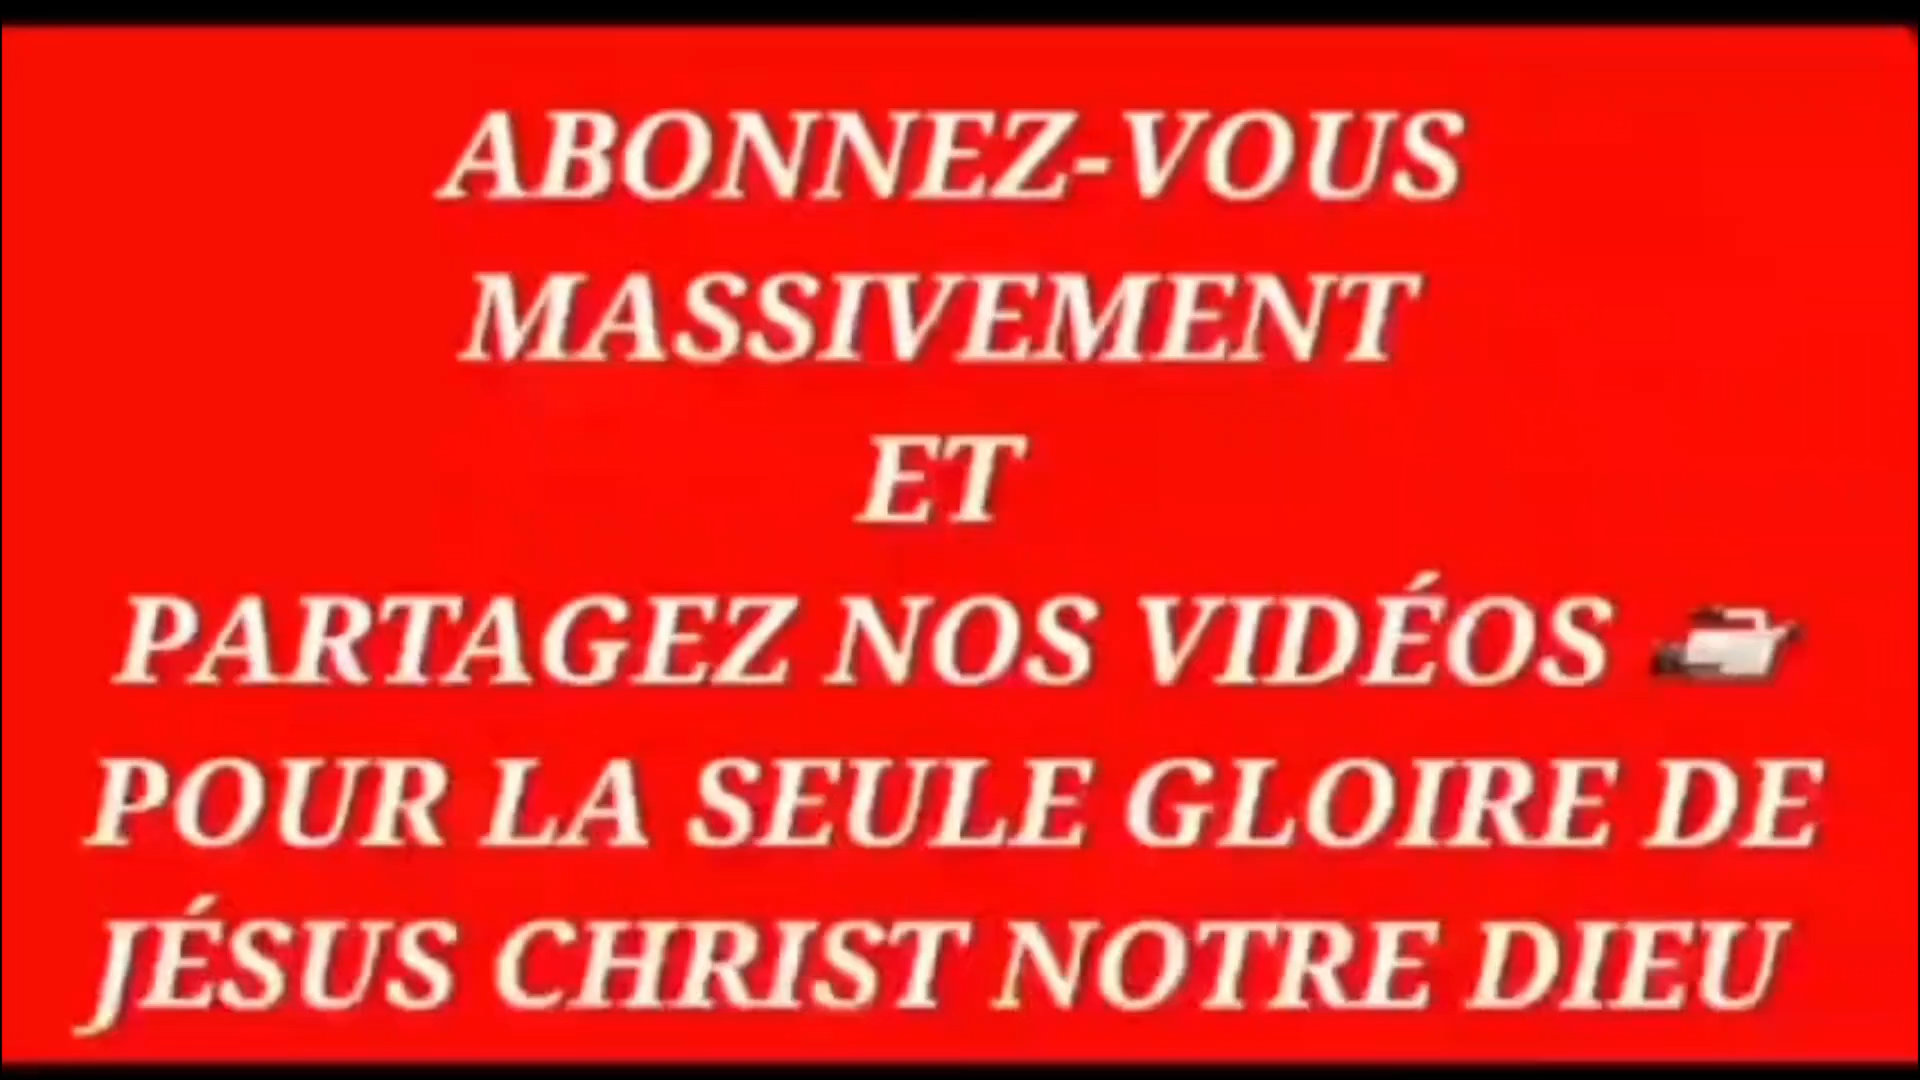 ABONNEZ-VOUS
MASSIVEMENT
ET
PARTAGEZ NOS VIDÉOS
POUR LA SEULE GLOIRE DE
JÉSUS CHRIST NOTRE DIEU